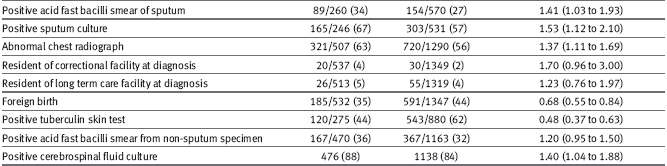 Positive acid fast bacilli smear of sputum 89/260 (34) 154/570 (27) 1.41 (1.03 to 1.93)
Positive sputum culture 165/246 (67) 303/531 (57) 1.53 (1.12 to 2.10)
Abnormal chest radiograph 321/507 (63) 720/1290 (56) 1.37 (1.11 to 1.69)
Resident of correctional facility at diagnosis 20/537 (4) 30/1349 (2) 1.70 (0.96 to 3.00)
Resident of long term care facility at diagnosis 26/513 (5) 55/1319 (4) 1.23 (0.76 to 1.97)
Foreign birth 185/532 (35) 591/1347 (44) 0.68 (0.55 to 0.84)
Positive tuberculin skin test 120/275 (44) 543/880 (62) 0.48 (0.37 to 0.63)
Positive acid fast bacilli smear from non-sputum specimen 167/470 (36) 367/1163 (32) 1.20 (0.95 to 1.50)
Positive cerebrospinal fluid culture 476 (88) 1138 (84) 1.40 (1.04 to 1.88)